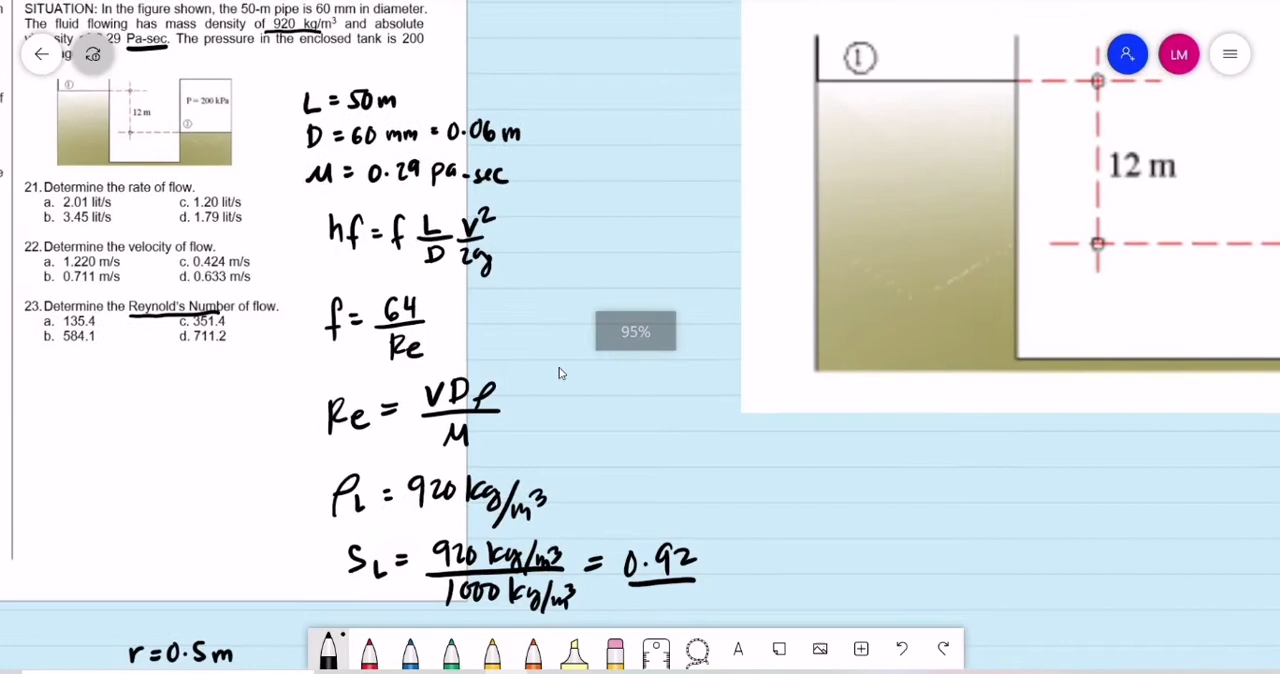 SITUATION: In the figure shown, the 50-m pipe is 60 mm in diameter.
The fluid flowing has mass density of 920 kg/m³ and absolute
29 Pa-sec. The pressure in the enclosed tank is 200
①
12 m
P = 200 kPa
21. Determine the rate of flow.
a. 2.01 lit/s c. 1.20 lit/s
b. 3.45 lit/s d. 1.79 lit/s
22. Determine the velocity of flow.
a. 1.220 m/s c. 0.424 m/s
b. 0.711 m/s d. 0.633 m/s
23. Determine the Reynold's Number of flow.
a. 135.4 c. 351.4
b. 584.1 d. 711.2
L = 50m
D = 60 mm = 0.06 m
μ = 0.29 pa-sec
hf = f L/D V²/2g
f = 64/Re
Re = VDρ/μ
ρL = 920 kg/m³
SL = 920 kg/m³ / 1000 kg/m³ = 0.92
r = 0.5m
95%
①
12 m
LM
A